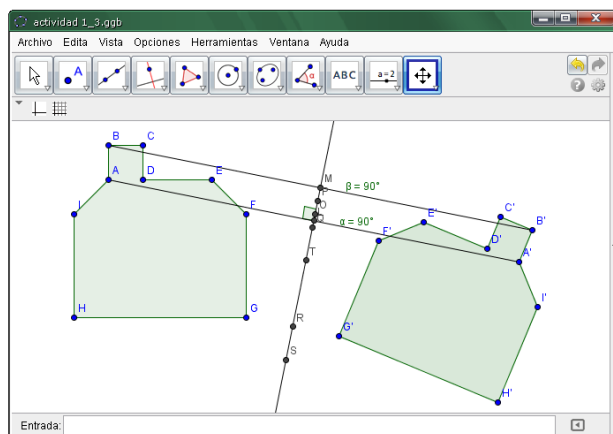 actividad 1_3.ggb
Archivo Edita Vista Opciones Herramientas Ventana Ayuda
A α ABC a=2
B C
A D E
I F
H G
M
P
O
Q
T
R
S
β = 90°
α = 90°
C'
E' B'
F' D'
A'
I'
G'
H'
Entrada: